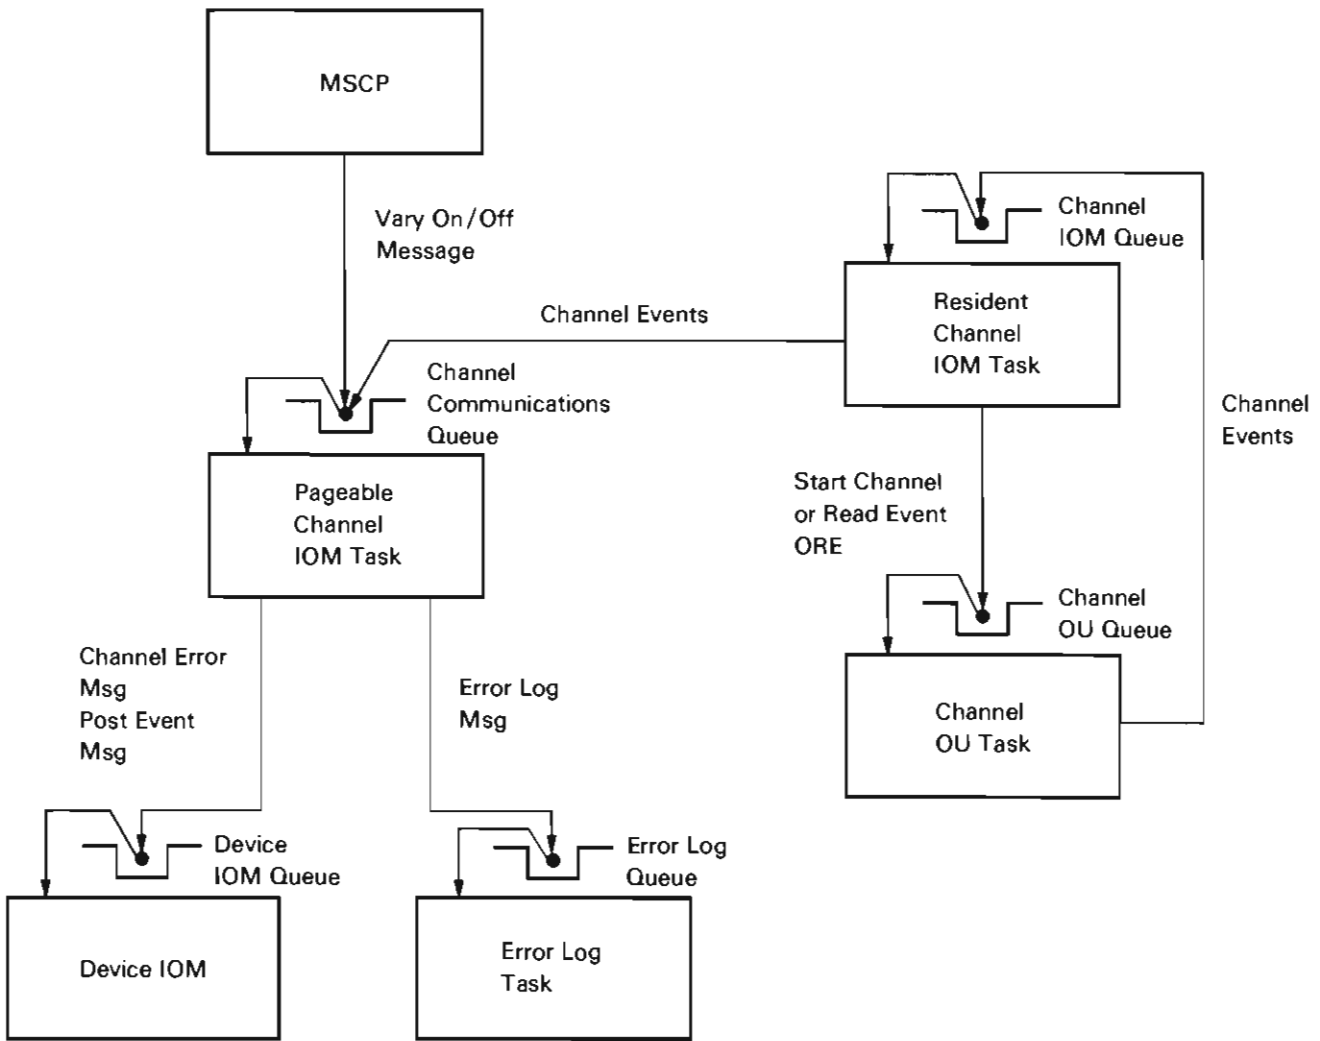 MSCP
Vary On/Off
Message
Channel
IOM Queue
Resident
Channel
IOM Task
Channel Events
Channel
Communications
Queue
Channel
Events
Pageable
Channel
IOM Task
Start Channel
or Read Event
ORE
Channel
OU Queue
Channel Error
Msg
Post Event
Msg
Error Log
Msg
Channel
OU Task
Device
IOM Queue
Error Log
Queue
Device IOM
Error Log
Task